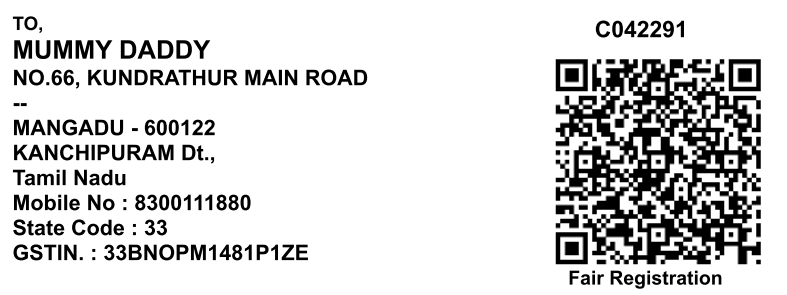 TO,
MUMMY DADDY
NO.66, KUNDRATHUR MAIN ROAD
--
MANGADU - 600122
KANCHIPURAM Dt.,
Tamil Nadu
Mobile No : 8300111880
State Code : 33
GSTIN. : 33BNOPM1481P1ZE
C042291
Fair Registration